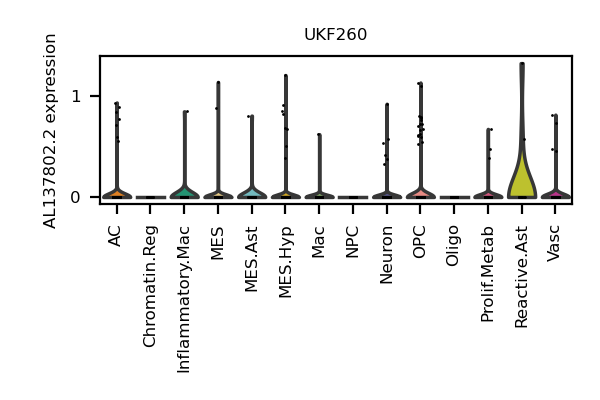 UKF260
AL137802.2 expression
1
0
AC
Chromatin.Reg
Inflammatory.Mac
MES
MES.Ast
MES.Hyp
Mac
NPC
Neuron
OPC
Oligo
Prolif.Metab
Reactive.Ast
Vasc